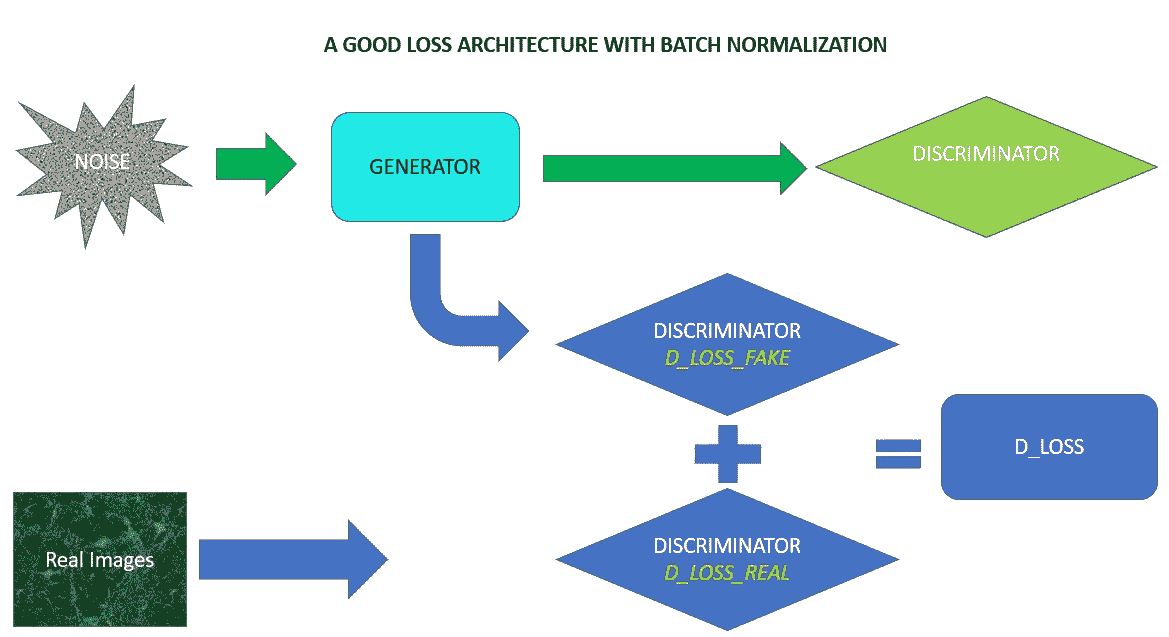 A GOOD LOSS ARCHITECTURE WITH BATCH NORMALIZATION
NOISE
GENERATOR
DISCRIMINATOR
DISCRIMINATOR
D_LOSS_FAKE
D_LOSS
Real Images
DISCRIMINATOR
D_LOSS_REAL